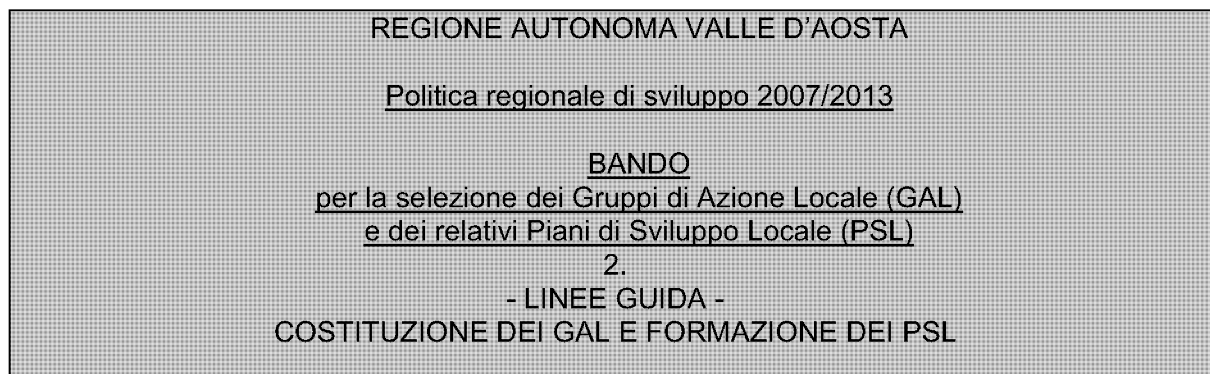 REGIONE AUTONOMA VALLE D'AOSTA
Politica regionale di sviluppo 2007/2013
BANDO
per la selezione dei Gruppi di Azione Locale (GAL)
e dei relativi Piani di Sviluppo Locale (PSL)
2.
- LINEE GUIDA -
COSTITUZIONE DEI GAL E FORMAZIONE DEI PSL